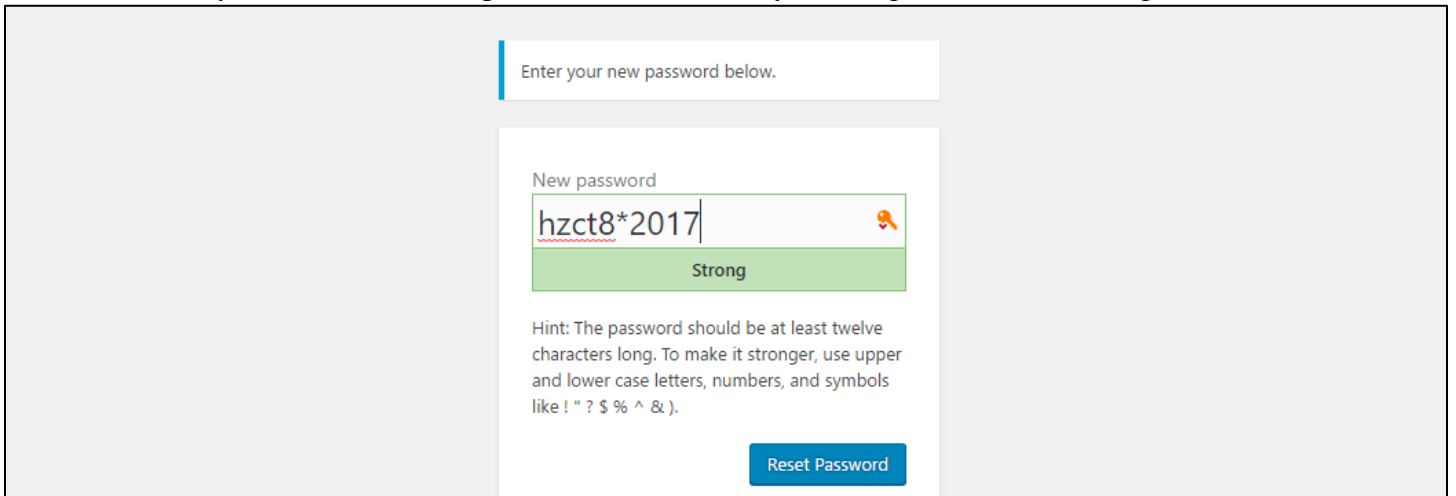 Enter your new password below.
New password
hzct8*2017
Strong
Hint: The password should be at least twelve
characters long. To make it stronger, use upper
and lower case letters, numbers, and symbols
like ! " ? $ % ^ & ).
Reset Password